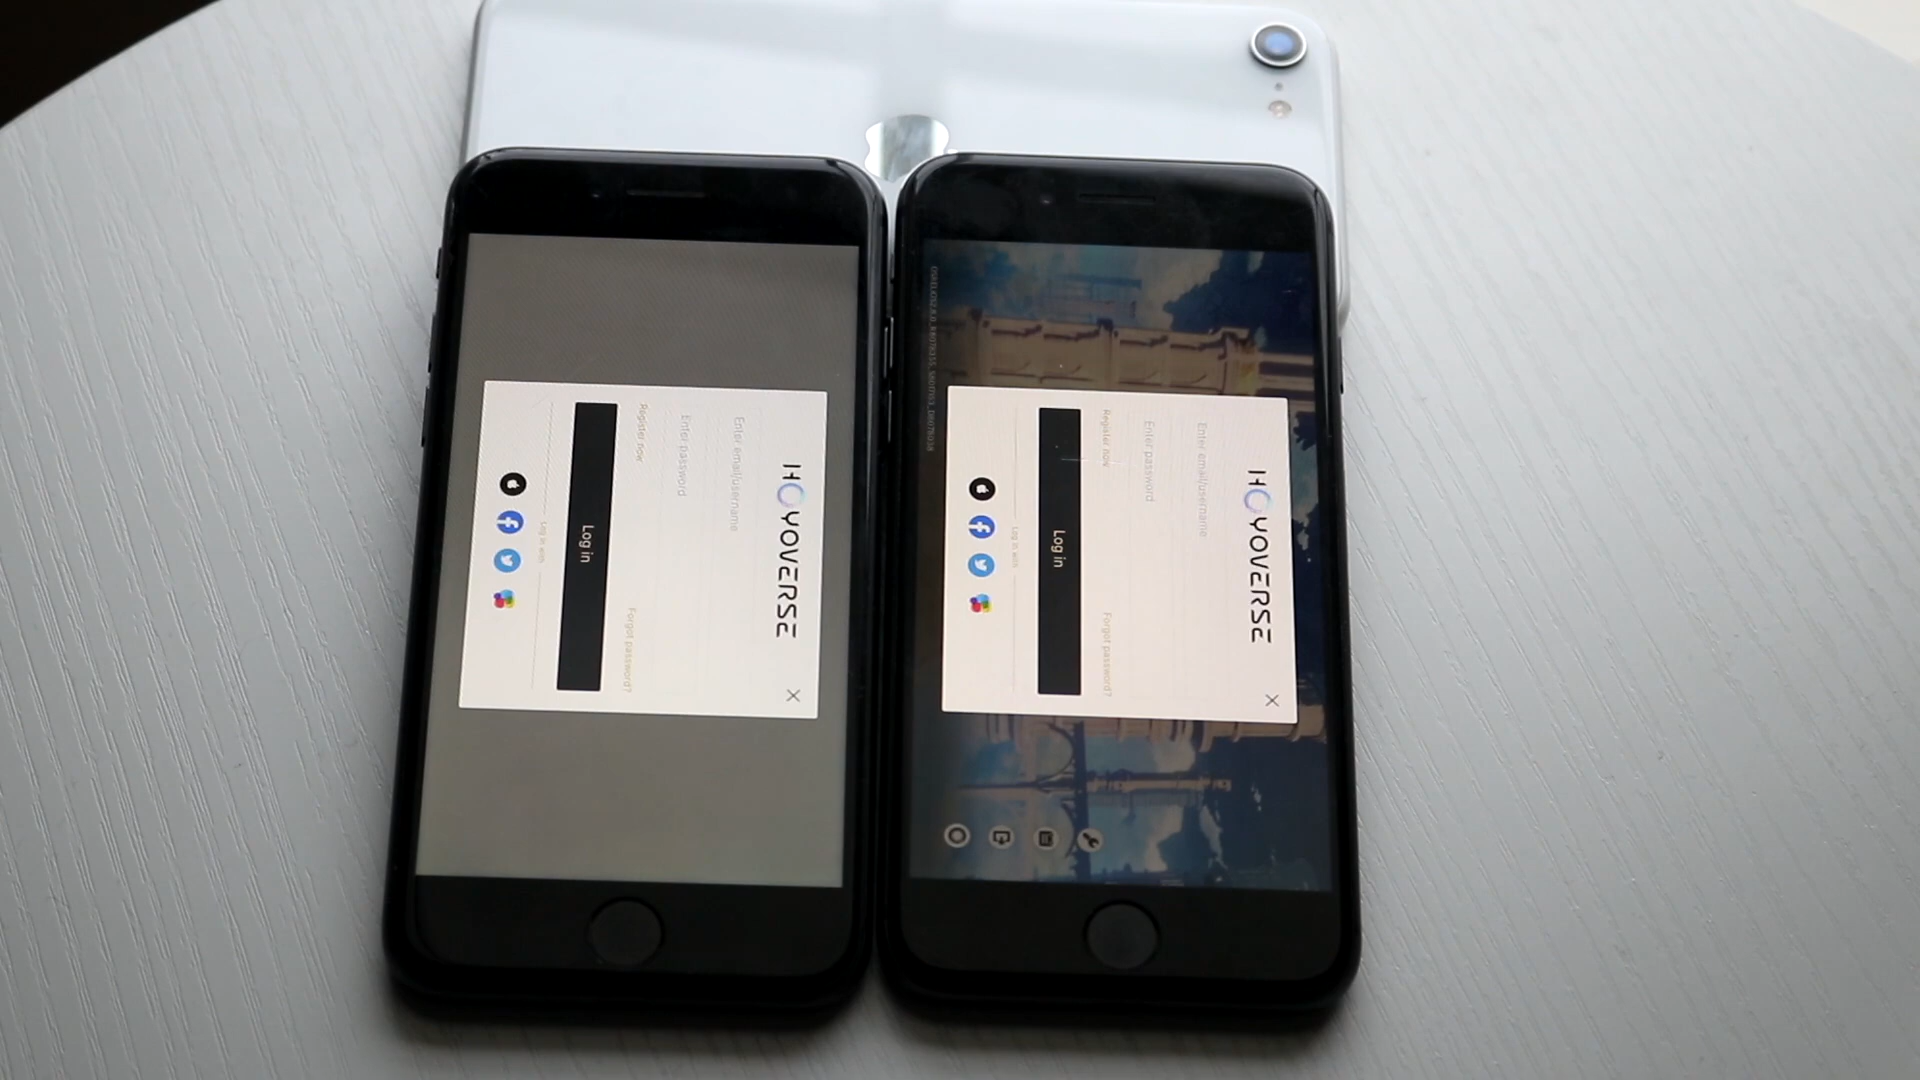 HOYOVERSE
Enter email/username
Enter password
Register now
Forgot password?
Log in
Log in with
HOYOVERSE
Enter email/username
Enter password
Register now
Forgot password?
Log in
Log in with